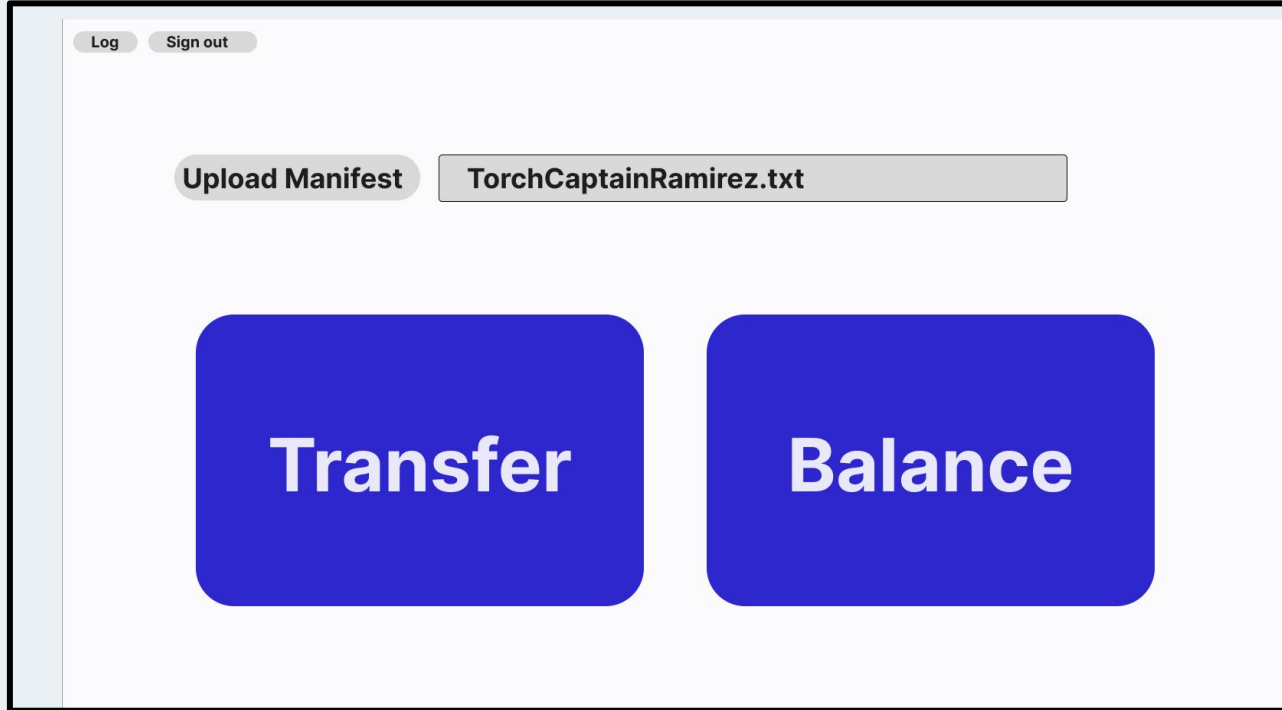 Log Sign out
Upload Manifest TorchCaptainRamirez.txt
Transfer Balance